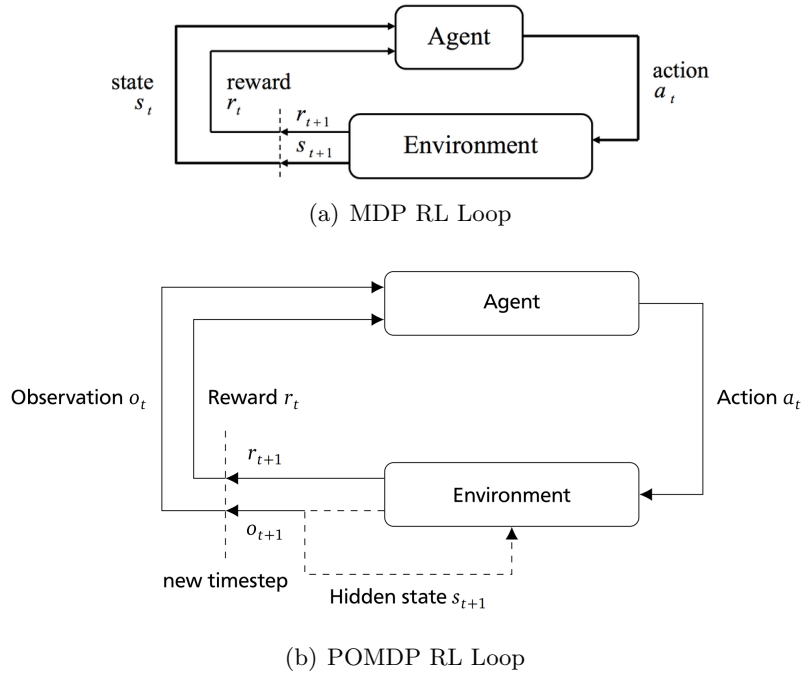 Agent
state
s_t
reward
r_t
action
a_t
r_{t+1}
s_{t+1}
Environment
(a) MDP RL Loop
Agent
Observation o_t
Reward r_t
Action a_t
r_{t+1}
Environment
o_{t+1}
new timestep
Hidden state s_{t+1}
(b) POMDP RL Loop